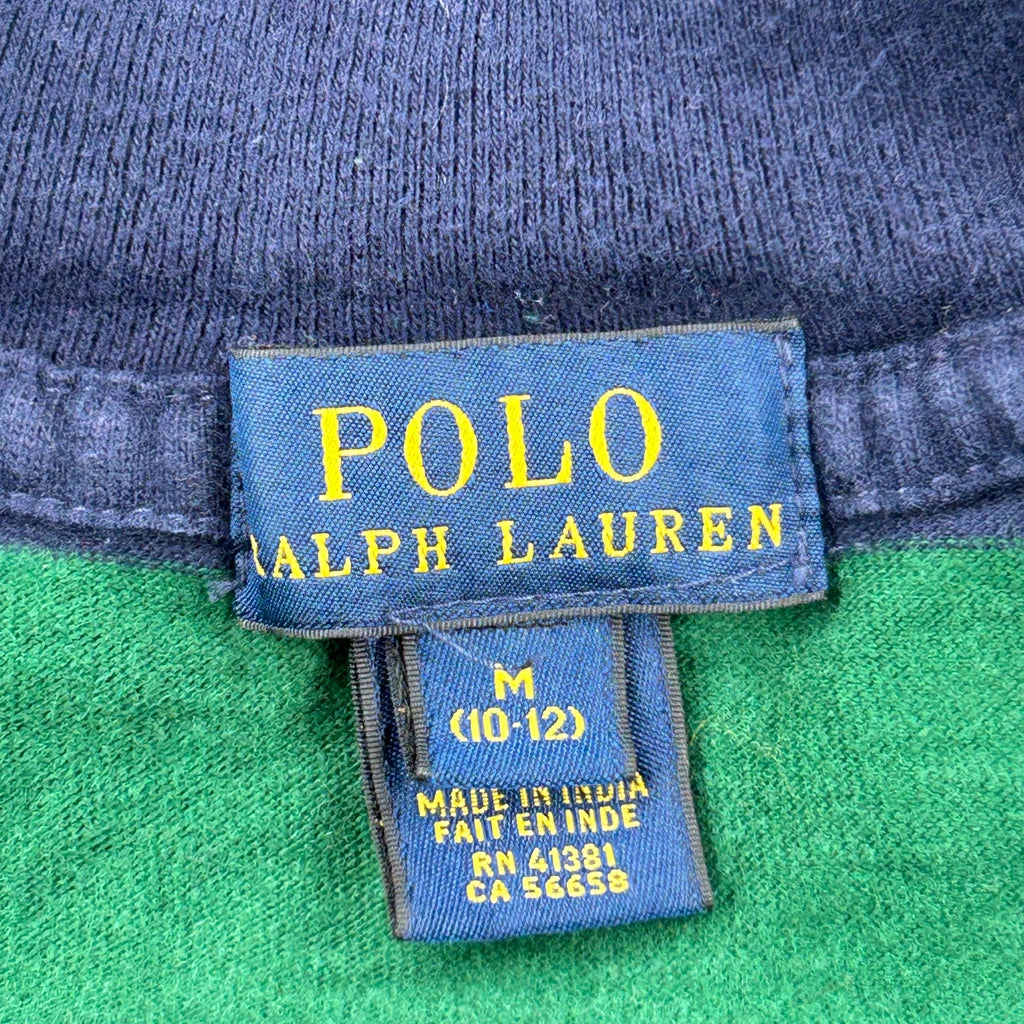 POLO
RALPH LAUREN
M
(10-12)
MADE IN INDIA
FAIT EN INDE
RN 41381
CA 56658